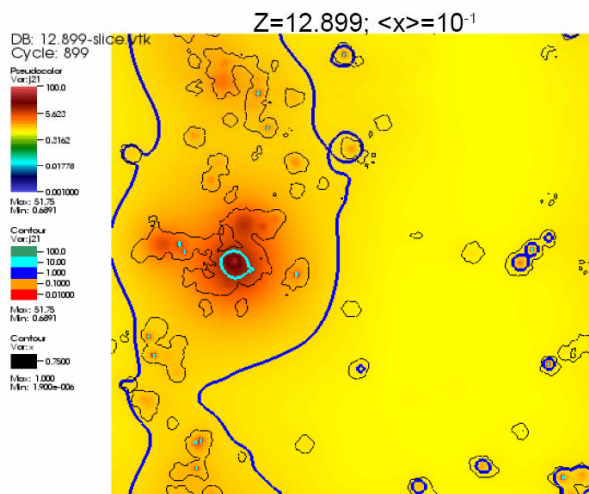 Z=12.899; <x>=10⁻¹
DB: 12.899-slice.vtk
Cycle: 899
Pseudocolor
Var: j21
100.0
5.623
0.3162
0.01778
0.001000
Max: 51.75
Min: 0.6891
Contour
Var: j21
100.0
10.00
1.000
0.1000
0.01000
Max: 51.75
Min: 0.6891
Contour
Var: x
0.7500
Max: 1.000
Min: 1.900e-006